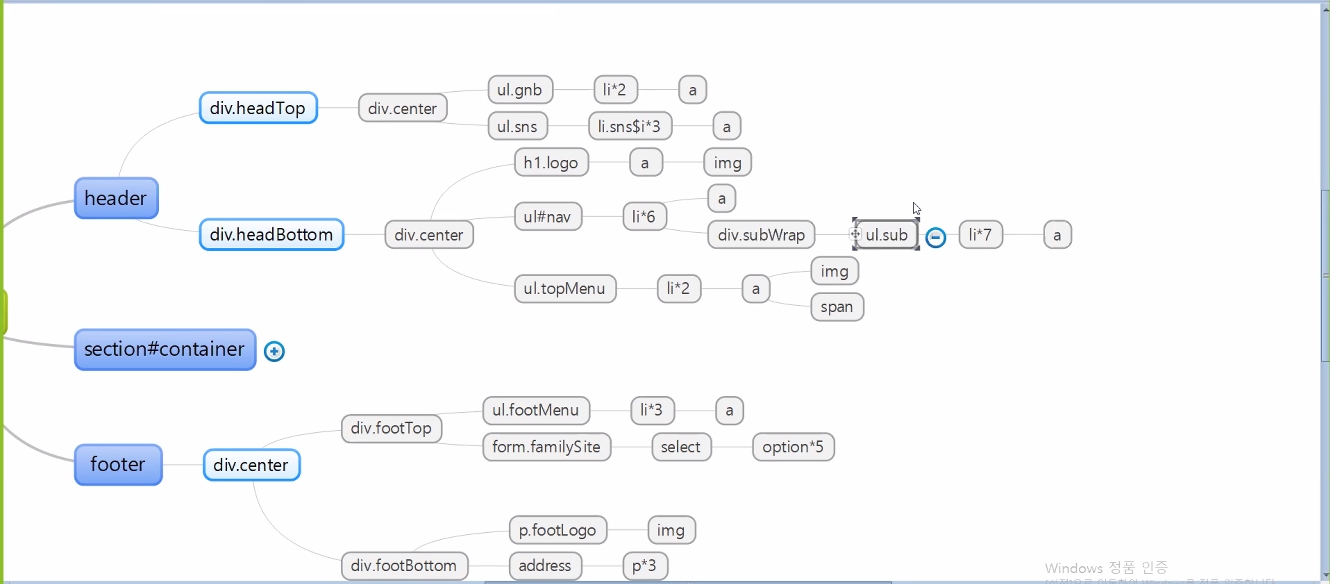 ul.gnb li*2 a
div.headTop div.center
ul.sns li.sns$i*3 a
h1.logo a img
header
a
ul#nav li*6
div.headBottom div.center div.subWrap ul.sub li*7 a
img
ul.topMenu li*2 a
span
section#container
ul.footMenu li*3 a
div.footTop
form.familySite select option*5
footer div.center
p.footLogo img
div.footBottom address p*3
Windows 정품 인증